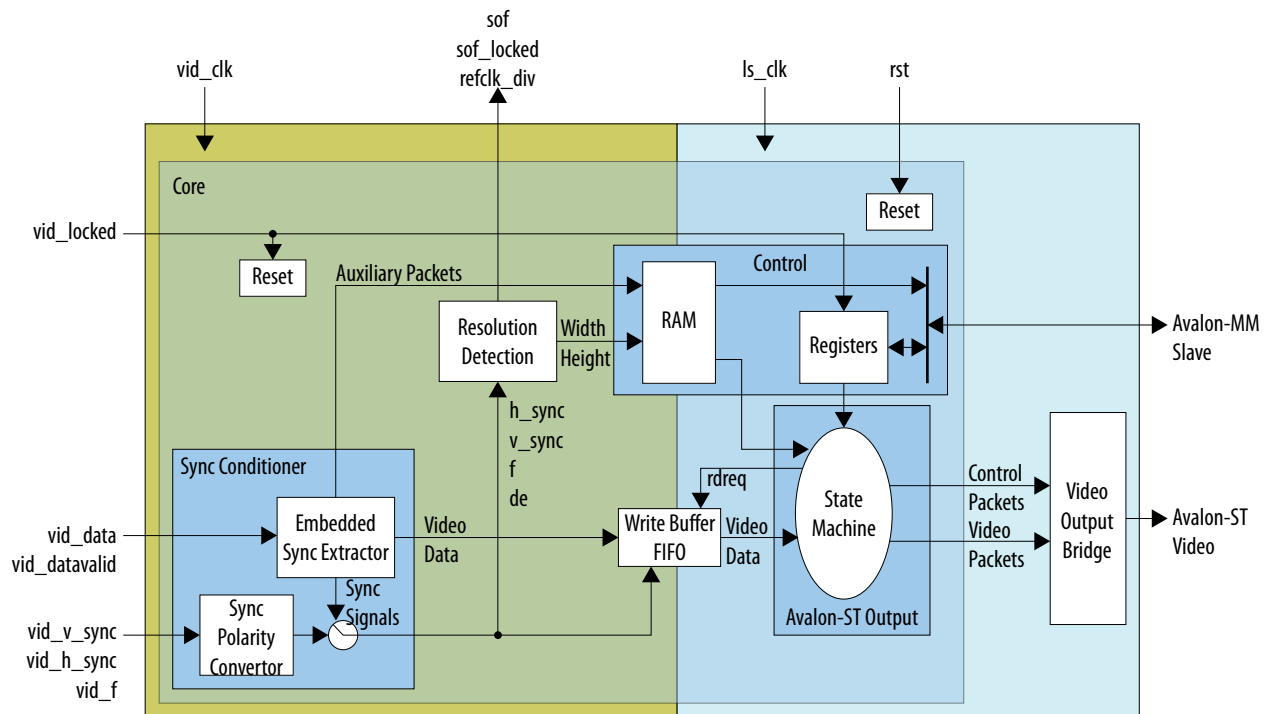 sof
sof_locked
refclk_div
vid_clk
ls_clk
rst
Core
Reset
vid_locked
Reset
Auxiliary Packets
Control
RAM
Resolution
Detection
Width
Height
Registers
Avalon-MM
Slave
h_sync
v_sync
f
de
Sync Conditioner
rdreq
State
Machine
Control
Packets
Video
Packets
Video
Output
Bridge
Avalon-ST
Video
vid_data
vid_datavalid
Embedded
Sync Extractor
Video
Data
Write Buffer
FIFO
Video
Data
Sync
Signals
Sync
Polarity
Convertor
Avalon-ST Output
vid_v_sync
vid_h_sync
vid_f